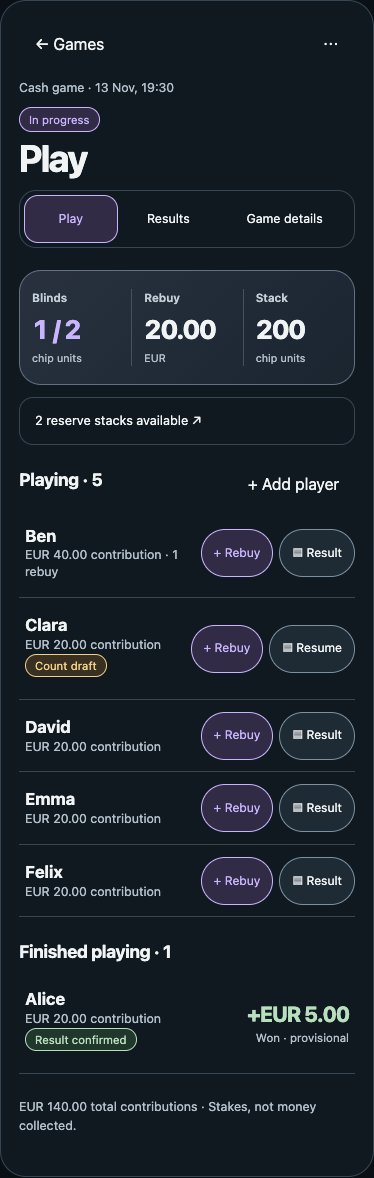 ← Games ···
Cash game · 13 Nov, 19:30
In progress
Play
Play Results Game details
Blinds Rebuy Stack
1 / 2 20.00 200
chip units EUR chip units
2 reserve stacks available ↗
Playing · 5 + Add player
Ben
EUR 40.00 contribution · 1
rebuy
+ Rebuy Result
Clara
EUR 20.00 contribution
Count draft
+ Rebuy Resume
David
EUR 20.00 contribution
+ Rebuy Result
Emma
EUR 20.00 contribution
+ Rebuy Result
Felix
EUR 20.00 contribution
+ Rebuy Result
Finished playing · 1
Alice
EUR 20.00 contribution
Result confirmed
+EUR 5.00
Won · provisional
EUR 140.00 total contributions · Stakes, not money
collected.